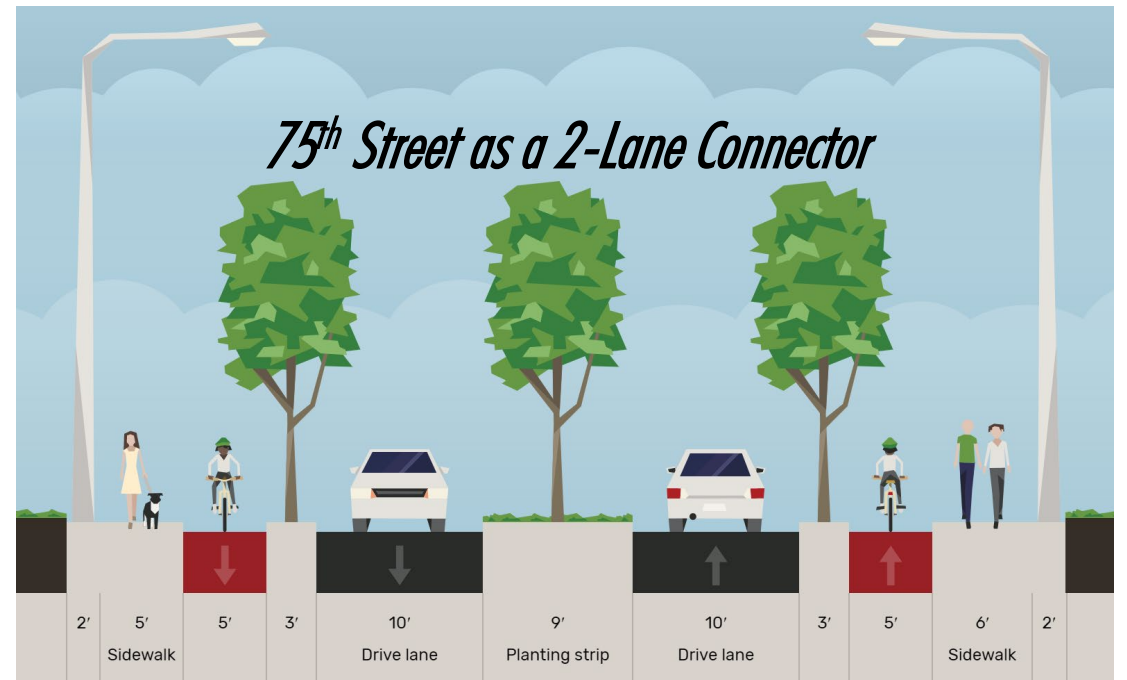 75th Street as a 2-Lane Connector
2′ 5′ 5′ 3′ 10′ 9′ 10′ 3′ 5′ 6′ 2′
Sidewalk Drive lane Planting strip Drive lane Sidewalk